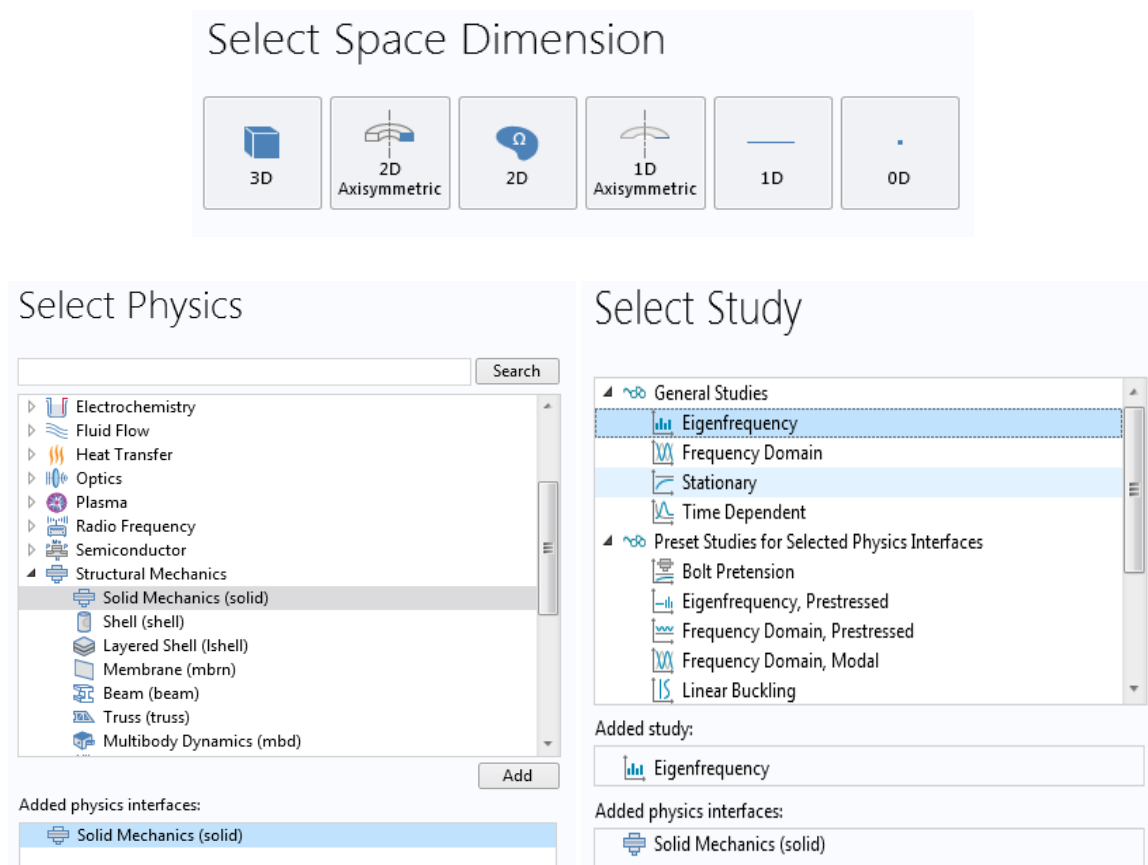 Select Space Dimension
3D
2D
Axisymmetric
Ω
2D
1D
Axisymmetric
1D
0D
Select Physics
Search
Electrochemistry
Fluid Flow
Heat Transfer
Optics
Plasma
Radio Frequency
Semiconductor
Structural Mechanics
Solid Mechanics (solid)
Shell (shell)
Layered Shell (lshell)
Membrane (mbrn)
Beam (beam)
Truss (truss)
Multibody Dynamics (mbd)
Add
Added physics interfaces:
Solid Mechanics (solid)
Select Study
General Studies
Eigenfrequency
Frequency Domain
Stationary
Time Dependent
Preset Studies for Selected Physics Interfaces
Bolt Pretension
Eigenfrequency, Prestressed
Frequency Domain, Prestressed
Frequency Domain, Modal
Linear Buckling
Added study:
Eigenfrequency
Added physics interfaces:
Solid Mechanics (solid)